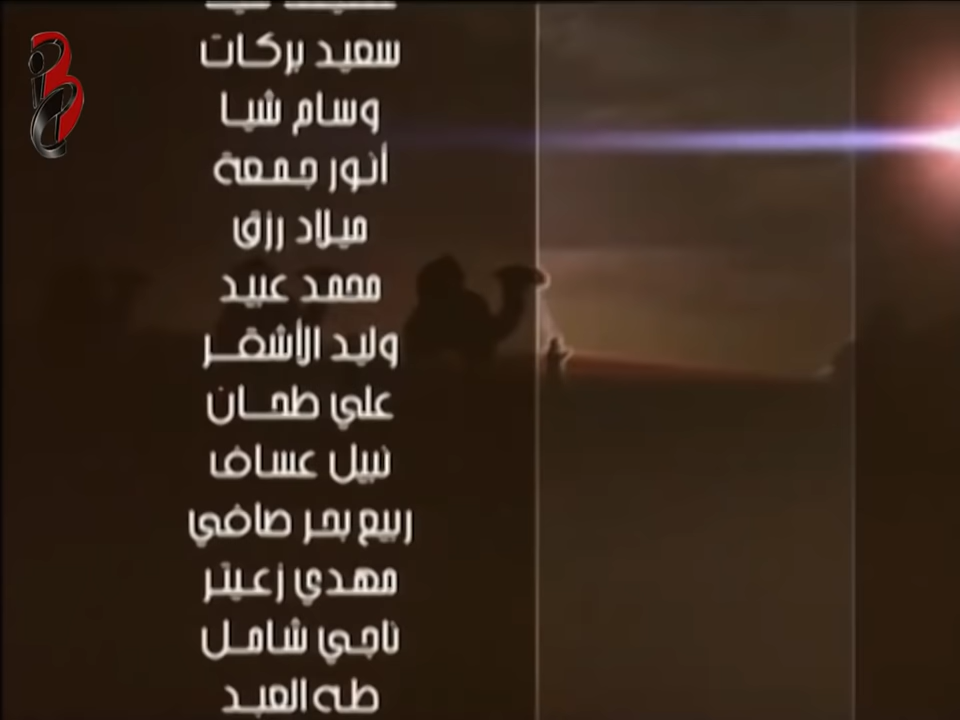 سعيد بركات
وسام شيا
أنور جمعة
ميلاد رزق
محمد عبيد
وليد الأشقر
علي طحان
نبيل عساف
ربيع بحر صافي
مهدي زعيتر
ناجي شامل
طه العبد